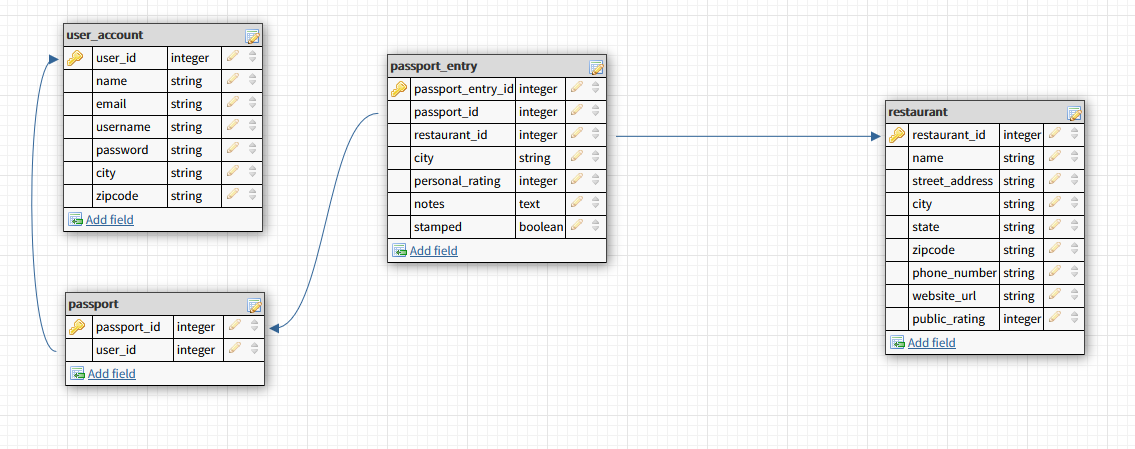 user_account
user_id integer
name string
email string
username string
password string
city string
zipcode string
Add field
passport
passport_id integer
user_id integer
Add field
passport_entry
passport_entry_id integer
passport_id integer
restaurant_id integer
city string
personal_rating integer
notes text
stamped boolean
Add field
restaurant
restaurant_id integer
name string
street_address string
city string
state string
zipcode string
phone_number string
website_url string
public_rating integer
Add field